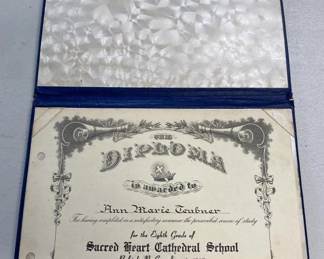 THIS
DIPLOMA
is awarded to
Ann Marie Teubner
For having completed in a satisfactory manner the prescribed course of study
for the Eighth Grade of
Sacred Heart Cathedral School